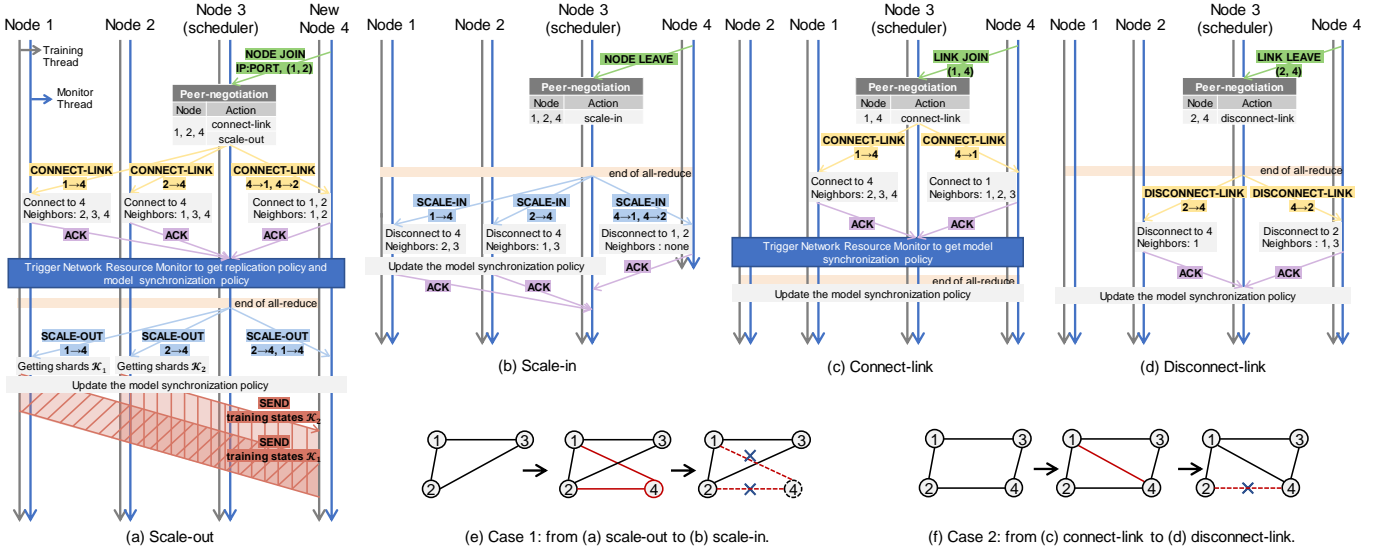 Node 1
Node 2
Node 3
(scheduler)
New
Node 4
Training
Thread
Monitor
Thread
NODE JOIN
IP:PORT, (1, 2)
Peer-negotiation
Node
Action
1, 2, 4
connect-link
scale-out
CONNECT-LINK
1→4
CONNECT-LINK
2→4
CONNECT-LINK
4→1, 4→2
Connect to 4
Neighbors: 2, 3, 4
Connect to 4
Neighbors: 1, 3, 4
Connect to 1, 2
Neighbors: 1, 2
ACK
ACK
ACK
Trigger Network Resource Monitor to get replication policy and
model synchronization policy
end of all-reduce
SCALE-OUT
1→4
SCALE-OUT
2→4
SCALE-OUT
2→4, 1→4
Getting shards 𝒦₁
Getting shards 𝒦₂
Update the model synchronization policy
SEND
training states 𝒦₂
SEND
training states 𝒦₁
(a) Scale-out
Node 1
Node 2
Node 3
(scheduler)
Node 4
NODE LEAVE
Peer-negotiation
Node
Action
1, 2, 4
scale-in
end of all-reduce
SCALE-IN
1→4
SCALE-IN
2→4
SCALE-IN
4→1, 4→2
Disconnect to 4
Neighbors: 2, 3
Disconnect to 4
Neighbors: 1, 3
Disconnect to 1, 2
Neighbors : none
Update the model synchronization policy
ACK
ACK
ACK
(b) Scale-in
Node 1
Node 2
Node 3
(scheduler)
Node 4
LINK JOIN
(1, 4)
Peer-negotiation
Node
Action
1, 4
connect-link
CONNECT-LINK
1→4
CONNECT-LINK
4→1
Connect to 4
Neighbors: 2, 3, 4
Connect to 1
Neighbors: 1, 2, 3
ACK
ACK
Trigger Network Resource Monitor to get model
synchronization policy
end of all-reduce
Update the model synchronization policy
(c) Connect-link
Node 1
Node 2
Node 3
(scheduler)
Node 4
LINK LEAVE
(2, 4)
Peer-negotiation
Node
Action
2, 4
disconnect-link
end of all-reduce
DISCONNECT-LINK
2→4
DISCONNECT-LINK
4→2
Disconnect to 4
Neighbors: 1
Disconnect to 2
Neighbors : 1, 3
ACK
ACK
Update the model synchronization policy
(d) Disconnect-link
1
3
2
1
3
2
4
1
3
2
4
(e) Case 1: from (a) scale-out to (b) scale-in.
1
3
2
4
1
3
2
4
1
3
2
4
(f) Case 2: from (c) connect-link to (d) disconnect-link.